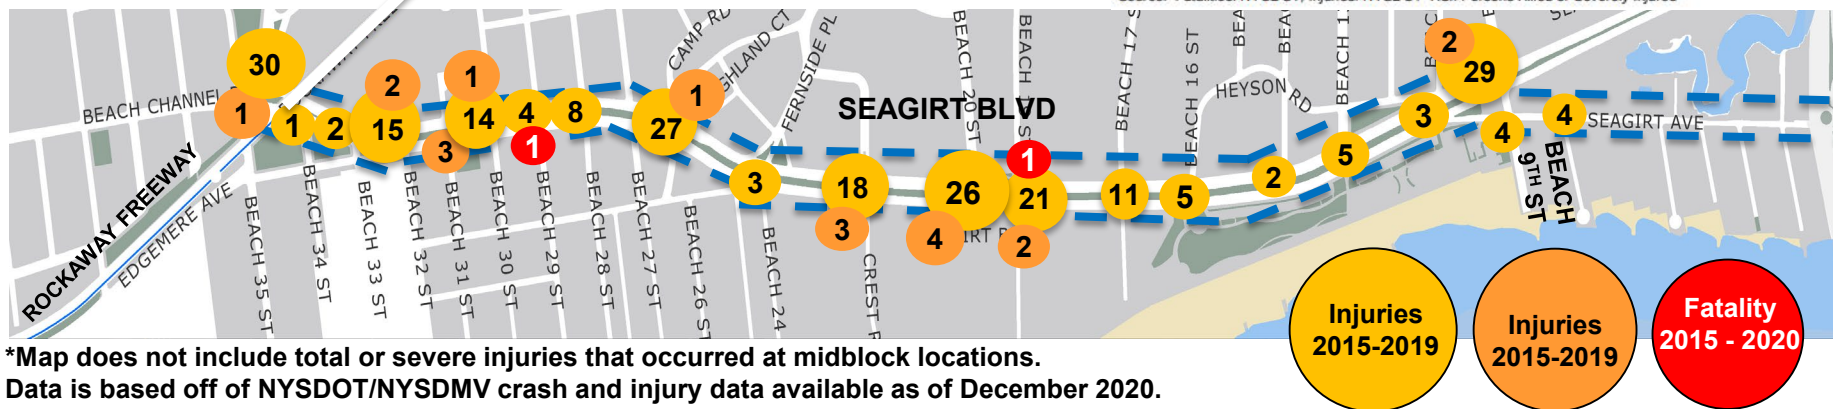 CAMP RD
FERNSIDE PL
BEACH 20 ST
BEACH 17 S
BEACH 16 ST
BEACH 1
HEYSON RD
SEAGIRT BLVD
BEACH CHANNEL
SEAGIRT AVE
30
1
1
2
2
15
1
14
3
4
1
8
27
1
3
18
3
26
4
1
21
2
11
5
2
5
3
2
29
4
4
BEACH
9TH ST
ROCKAWAY FREEWAY
EDGEMERE AVE
BEACH 35 ST
BEACH 34 ST
BEACH 33 ST
BEACH 32 ST
BEACH 31 ST
BEACH 30 ST
BEACH 29 ST
BEACH 28 ST
BEACH 27 ST
BEACH 26 ST
BEACH 24
CREST R
Injuries
2015-2019
Injuries
2015-2019
Fatality
2015 - 2020
*Map does not include total or severe injuries that occurred at midblock locations.
Data is based off of NYSDOT/NYSDMV crash and injury data available as of December 2020.